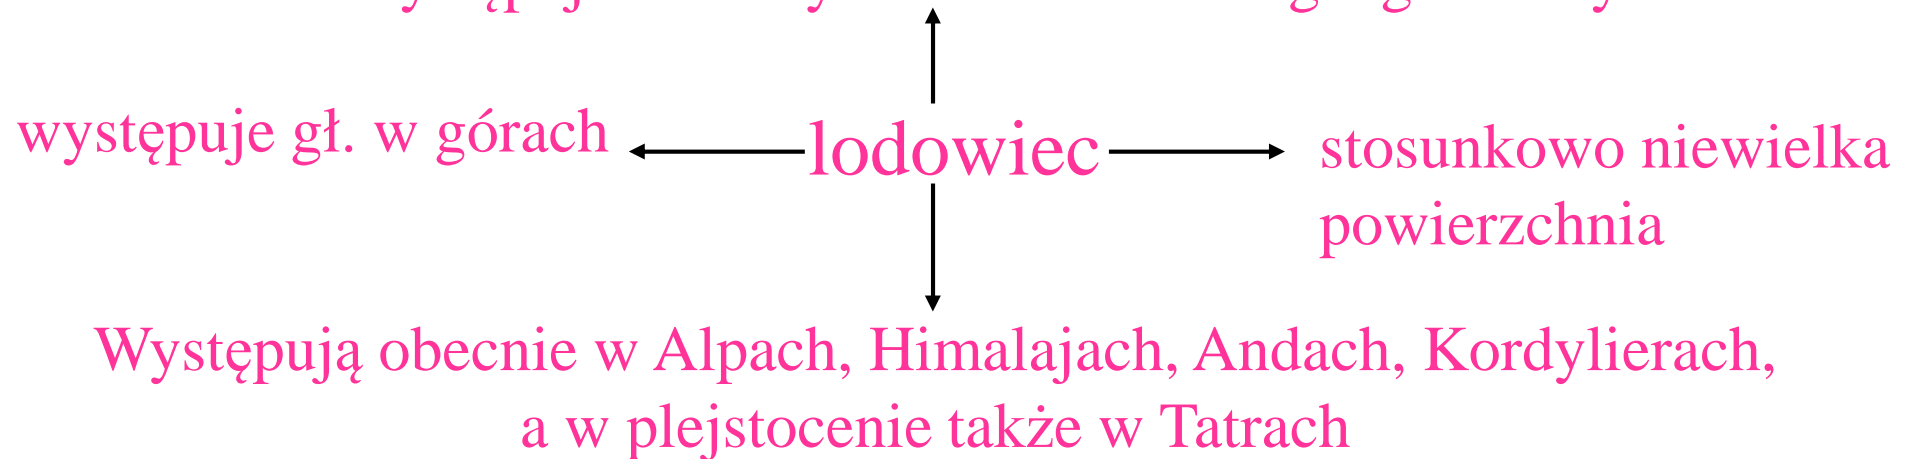 występuje gł. w górach
lodowiec
stosunkowo niewielka
powierzchnia
Występują obecnie w Alpach, Himalajach, Andach, Kordylierach,
a w plejstocenie także w Tatrach